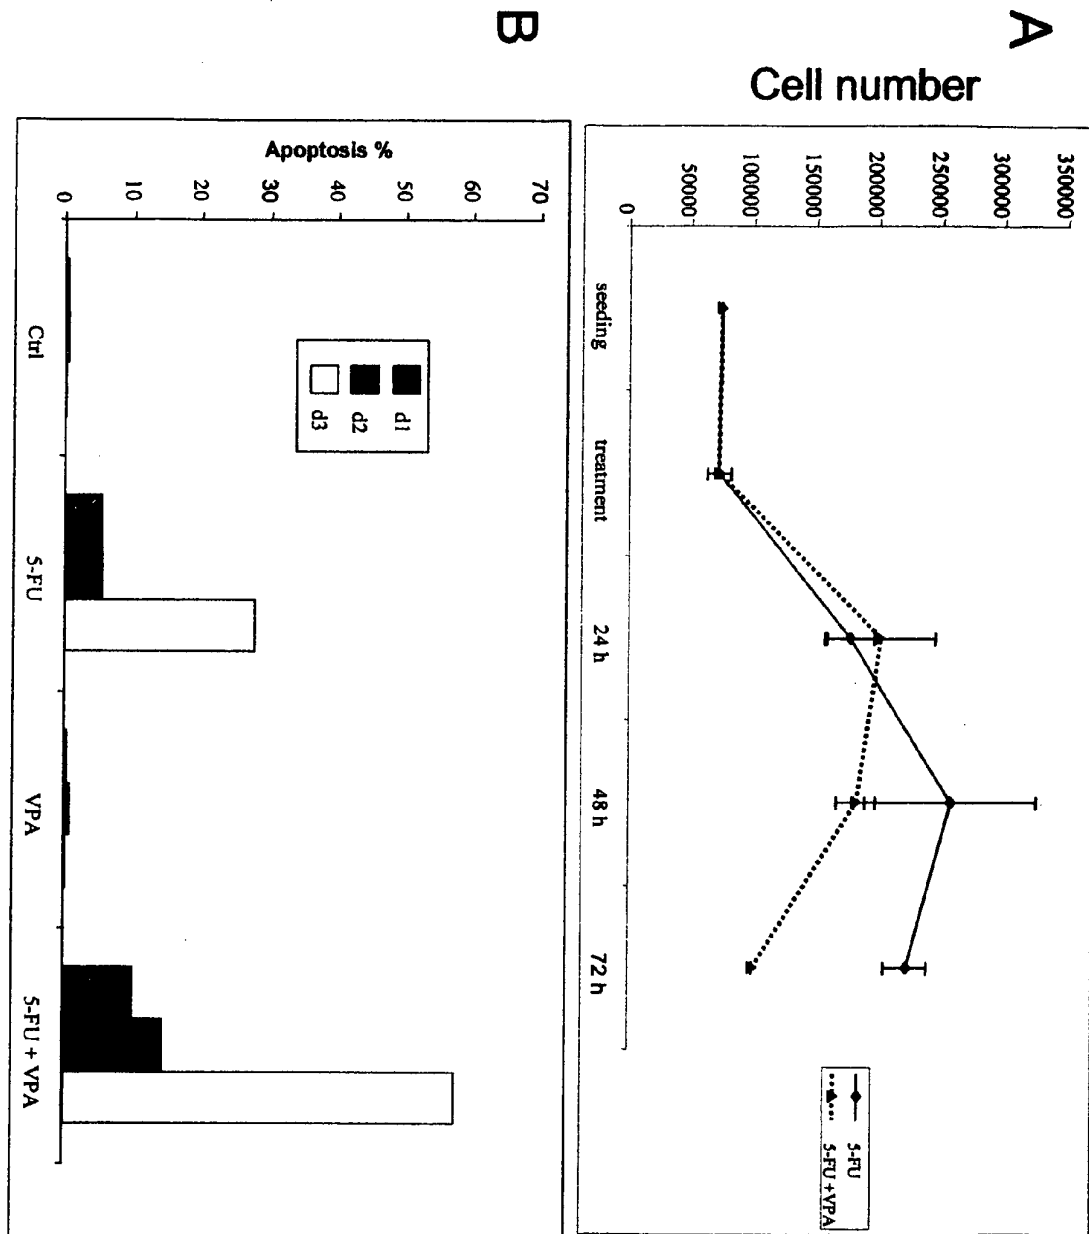 A
Cell number
350000
300000
250000
200000
150000
100000
50000
0
seeding
treatment
24 h
48 h
72 h
5-FU
5-FU +VPA
B
Apoptosis %
70
60
50
40
30
20
10
0
Ctrl
5-FU
VPA
5-FU + VPA
d1
d2
d3